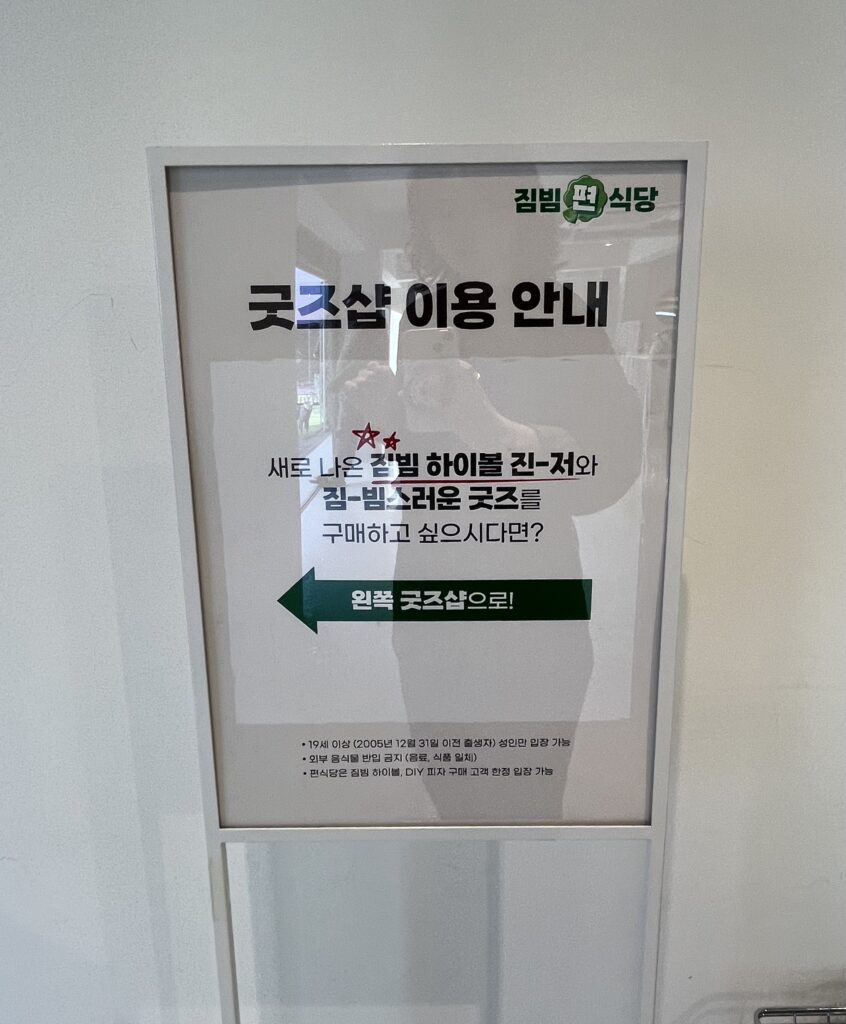 짐빔 편 식당
굿즈샵 이용 안내
새로 나온 짐빔 하이볼 진-저와
짐-빔스러운 굿즈를
구매하고 싶으시다면?
왼쪽 굿즈샵으로!
• 19세 이상 (2005년 12월 31일 이전 출생자) 성인만 입장 가능
• 외부 음식물 반입 금지 (음료, 식품 일체)
• 편식당은 짐빔 하이볼, DIY 피자 구매 고객 한정 입장 가능